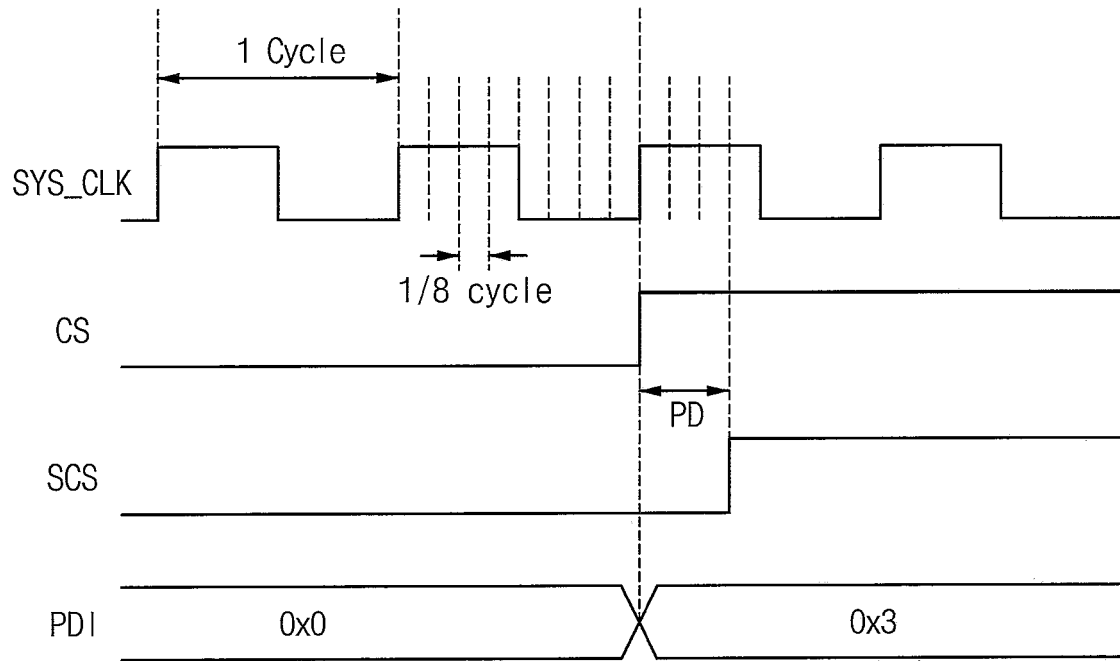 1 Cycle
SYS_CLK
1/8 cycle
CS
PD
SCS
PDI
0x0
0x3